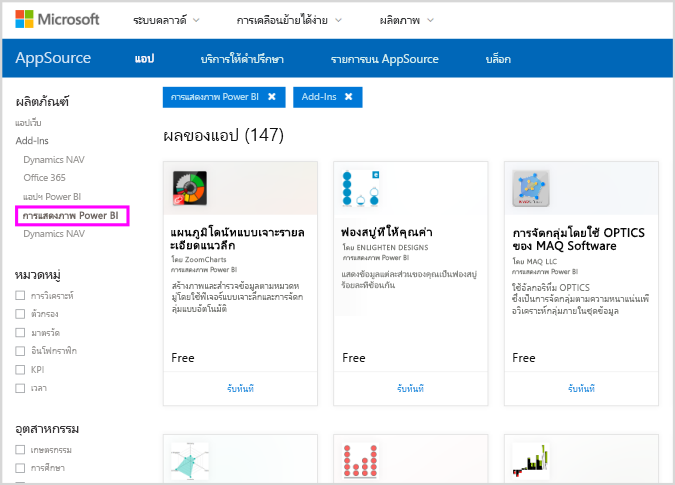 Microsoft
ระบบคลาวด์
การเคลื่อนย้ายได้ง่าย
ผลิตภาพ
AppSource
แอป
บริการให้คำปรึกษา
รายการบน AppSource
บล็อก
ผลิตภัณฑ์
แอปเว็บ
Add-Ins
Dynamics NAV
Office 365
แอปฯ Power BI
การแสดงภาพ Power BI
Dynamics NAV
หมวดหมู่
การวิเคราะห์
ตัวกรอง
มาตรวัด
อินโฟกราฟิก
KPI
เวลา
อุตสาหกรรม
เกษตรกรรม
การศึกษา
การแสดงภาพ Power BI
Add-Ins
ผลของแอป (147)
แผนภูมิโดนัทแบบเจาะรายละเอียดแนวลึก
โดย ZoomCharts
การแสดงภาพ Power BI
สร้างภาพและสำรวจข้อมูลตามหมวดห
มู่โดยใช้ฟีเจอร์แบบเจาะลึกและการจัดก
ลุ่มแบบอัตโนมัติ
Free
รับทันที
ฟองสบู่ที่ให้คุณค่า
โดย ENLIGHTEN DESIGNS
การแสดงภาพ Power BI
แสดงข้อมูลแต่ละส่วนของคุณเป็นฟองสบู่
ร้อยละที่ซ้อนกัน
Free
รับทันที
การจัดกลุ่มโดยใช้ OPTICS
ของ MAQ Software
โดย MAQ LLC
การแสดงภาพ Power BI
ใช้อัลกอริทึ่ม OPTICS
ซึ่งเป็นการจัดกลุ่มตามความหนาแน่นเพื่
อวิเคราะห์กลุ่มภายในชุดข้อมูล
Free
รับทันที